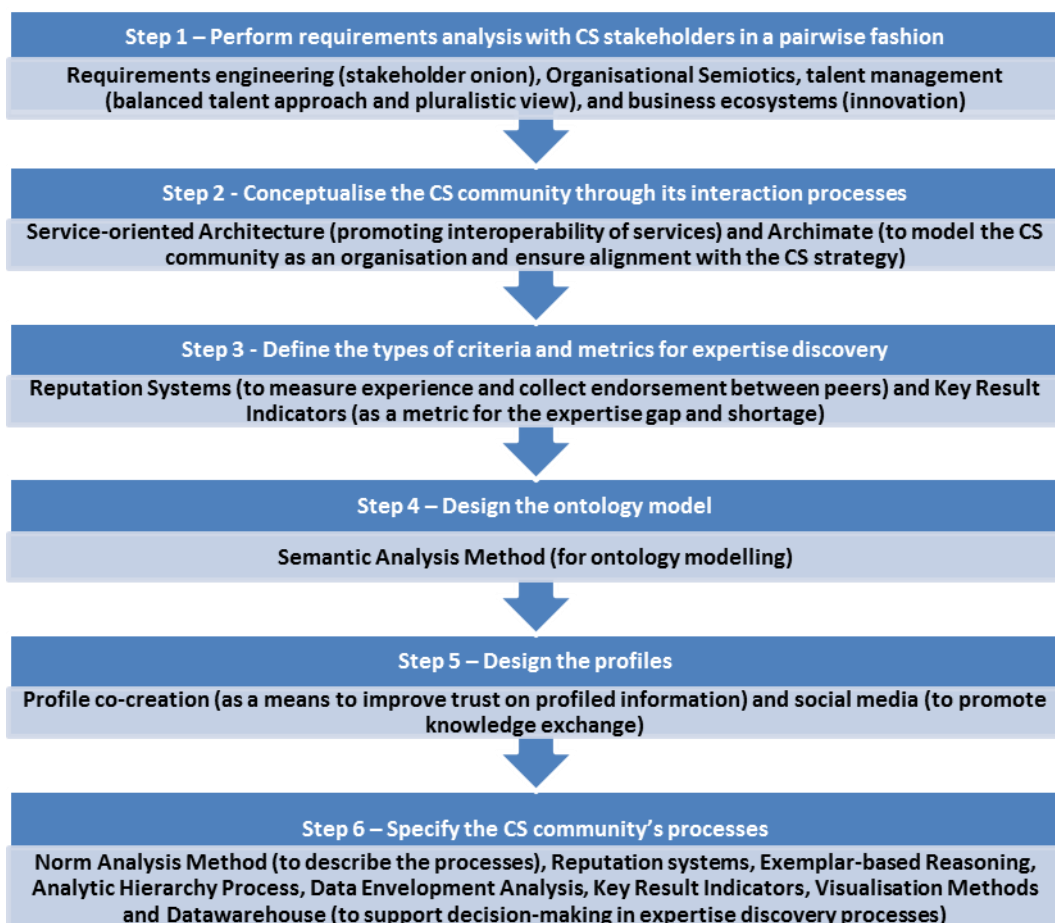 Step 1 – Perform requirements analysis with CS stakeholders in a pairwise fashion
Requirements engineering (stakeholder onion), Organisational Semiotics, talent management
(balanced talent approach and pluralistic view), and business ecosystems (innovation)
Step 2 - Conceptualise the CS community through its interaction processes
Service-oriented Architecture (promoting interoperability of services) and Archimate (to model the CS
community as an organisation and ensure alignment with the CS strategy)
Step 3 - Define the types of criteria and metrics for expertise discovery
Reputation Systems (to measure experience and collect endorsement between peers) and Key Result
Indicators (as a metric for the expertise gap and shortage)
Step 4 – Design the ontology model
Semantic Analysis Method (for ontology modelling)
Step 5 – Design the profiles
Profile co-creation (as a means to improve trust on profiled information) and social media (to promote
knowledge exchange)
Step 6 – Specify the CS community's processes
Norm Analysis Method (to describe the processes), Reputation systems, Exemplar-based Reasoning,
Analytic Hierarchy Process, Data Envelopment Analysis, Key Result Indicators, Visualisation Methods
and Datawarehouse (to support decision-making in expertise discovery processes)